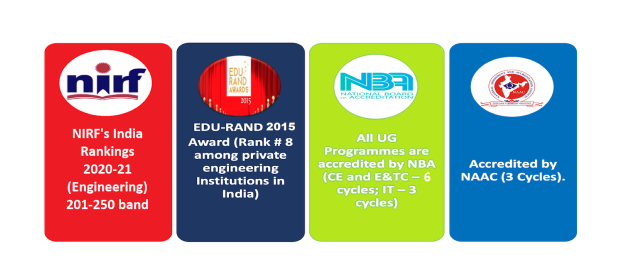 nirf
NIRF's India
Rankings
2020-21
(Engineering)
201-250 band
EDU
RAND
AWARDS
2015
EDU-RAND 2015
Award (Rank # 8
among private
engineering
Institutions in
India)
NBA
NATIONAL BOARD
OF ACCREDITATION
All UG
Programmes are
accredited by NBA
(CE and E&TC – 6
cycles; IT – 3
cycles)
Accredited by
NAAC (3 Cycles).